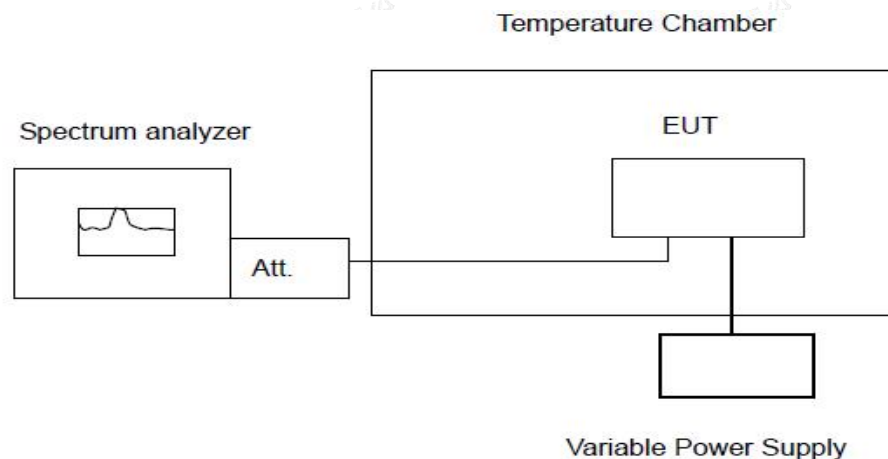 Temperature Chamber
Spectrum analyzer
EUT
Att.
Variable Power Supply